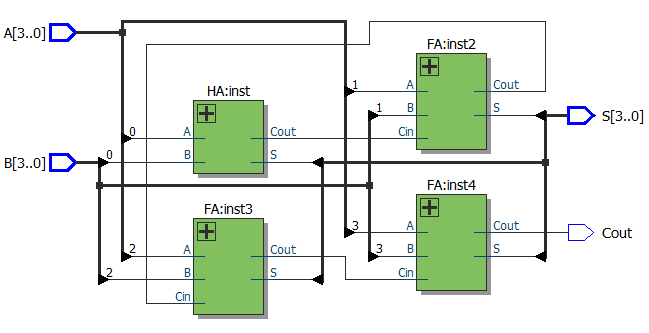 A[3..0]
B[3..0]
HA:inst
0 A Cout
0 B S
FA:inst2
1 A Cout
1 B S
Cin
S[3..0]
FA:inst3
2 A Cout
2 B S
Cin
FA:inst4
3 A Cout
3 B S
Cin
Cout